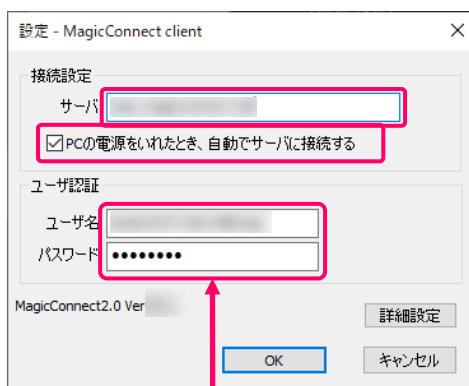 設定 - MagicConnect client
接続設定
サーバ
PCの電源をいれたとき、自動でサーバに接続する
ユーザ認証
ユーザ名
パスワード ••••••••
MagicConnect2.0 Ver
詳細設定
OK キャンセル